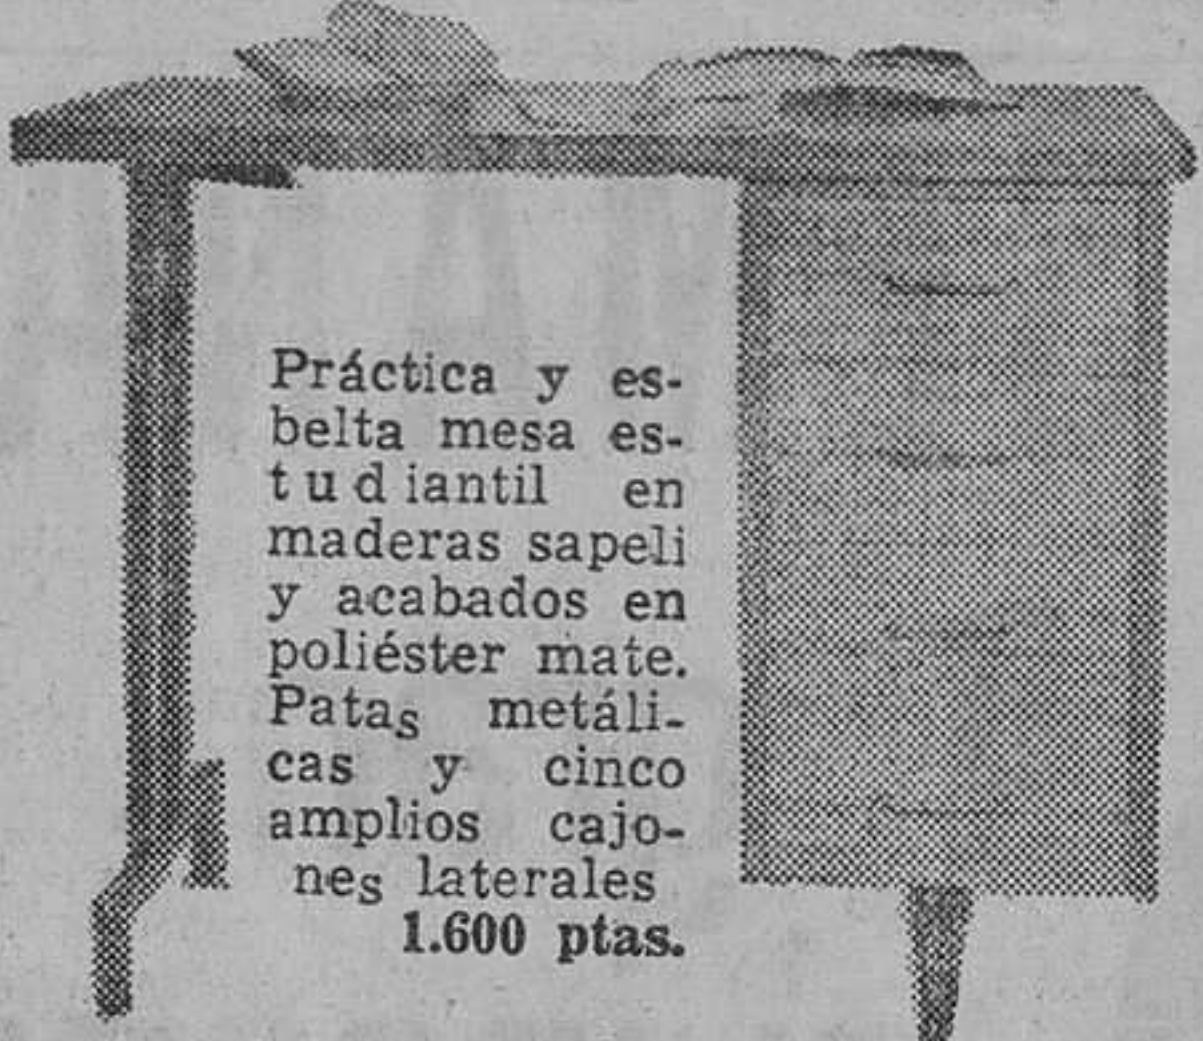 Práctica y es-
belta mesa es-
tudiantil en
maderas sapeli
y acabados en
poliéster mate.
Patas metáli-
cas y cinco
amplios cajo-
nes laterales
1.600 ptas.